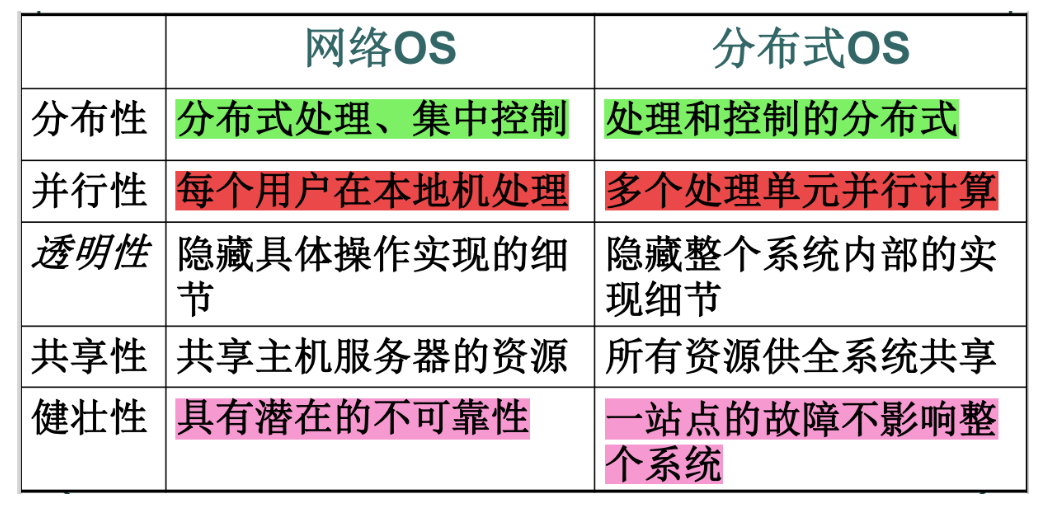 网络OS 分布式OS
分布性 分布式处理、集中控制 处理和控制的分布式
并行性 每个用户在本地机处理 多个处理单元并行计算
透明性 隐藏具体操作实现的细 隐藏整个系统内部的实
节 现细节
共享性 共享主机服务器的资源 所有资源供全系统共享
健壮性 具有潜在的不可靠性 一站点的故障不影响整
个系统